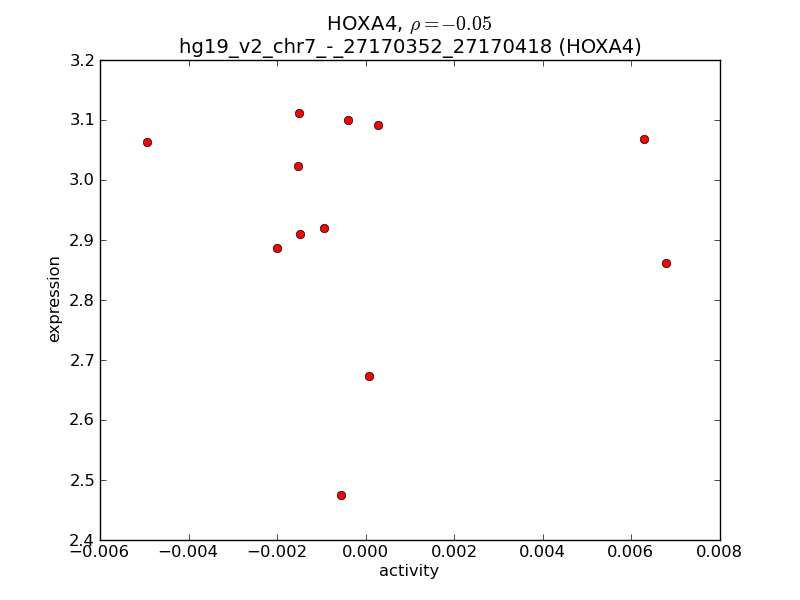 HOXA4, ρ=−0.05
hg19_v2_chr7_-_27170352_27170418 (HOXA4)
3.2
3.1
3.0
2.9
2.8
2.7
2.6
2.5
2.4
expression
−0.006 −0.004 −0.002 0.000 0.002 0.004 0.006 0.008
activity